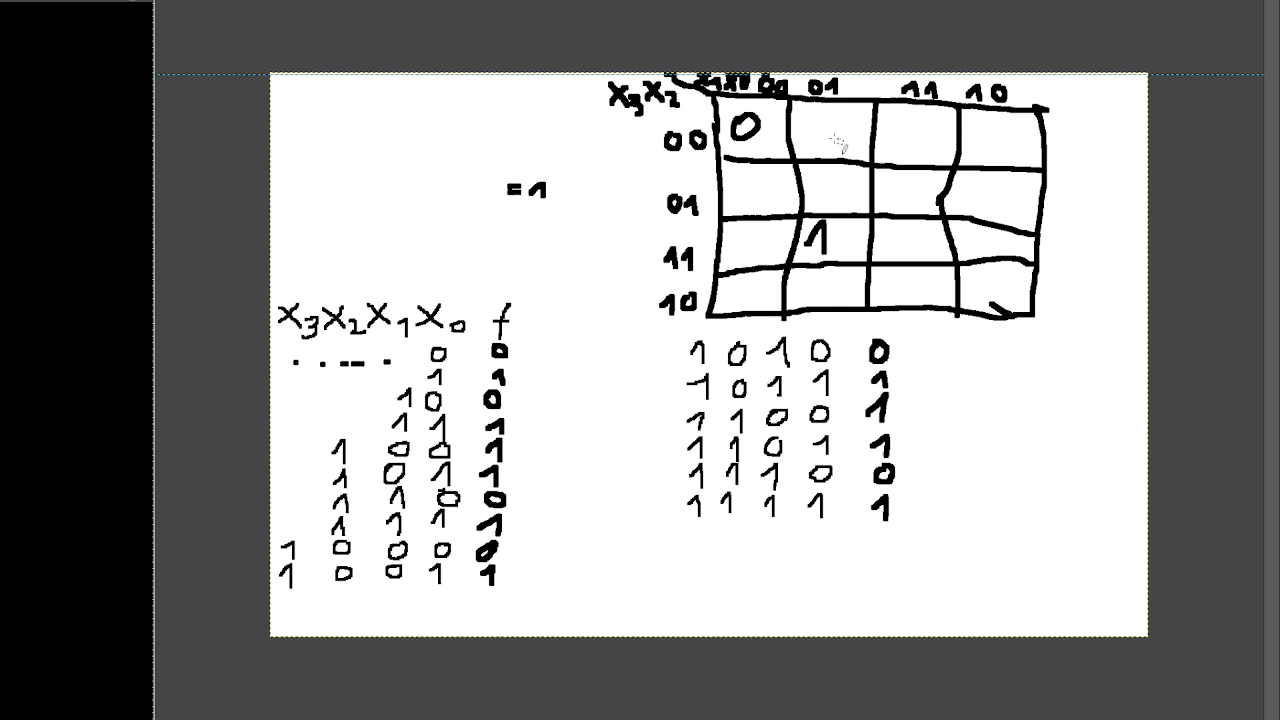 X3X2 00 01 11 10
00 0
= 1
01
11 1
10
X3 X2 X1 X0 f
. . -- . 0 0
1 1
1 0 0
1 1 1
1 0 0 1
1 0 1 1
1 1 0 0
1 1 1 1
1 0 0 0 0
1 0 0 1 1
1 0 1 0 0
1 0 1 1 1
1 1 0 0 1
1 1 0 1 1
1 1 1 0 0
1 1 1 1 1